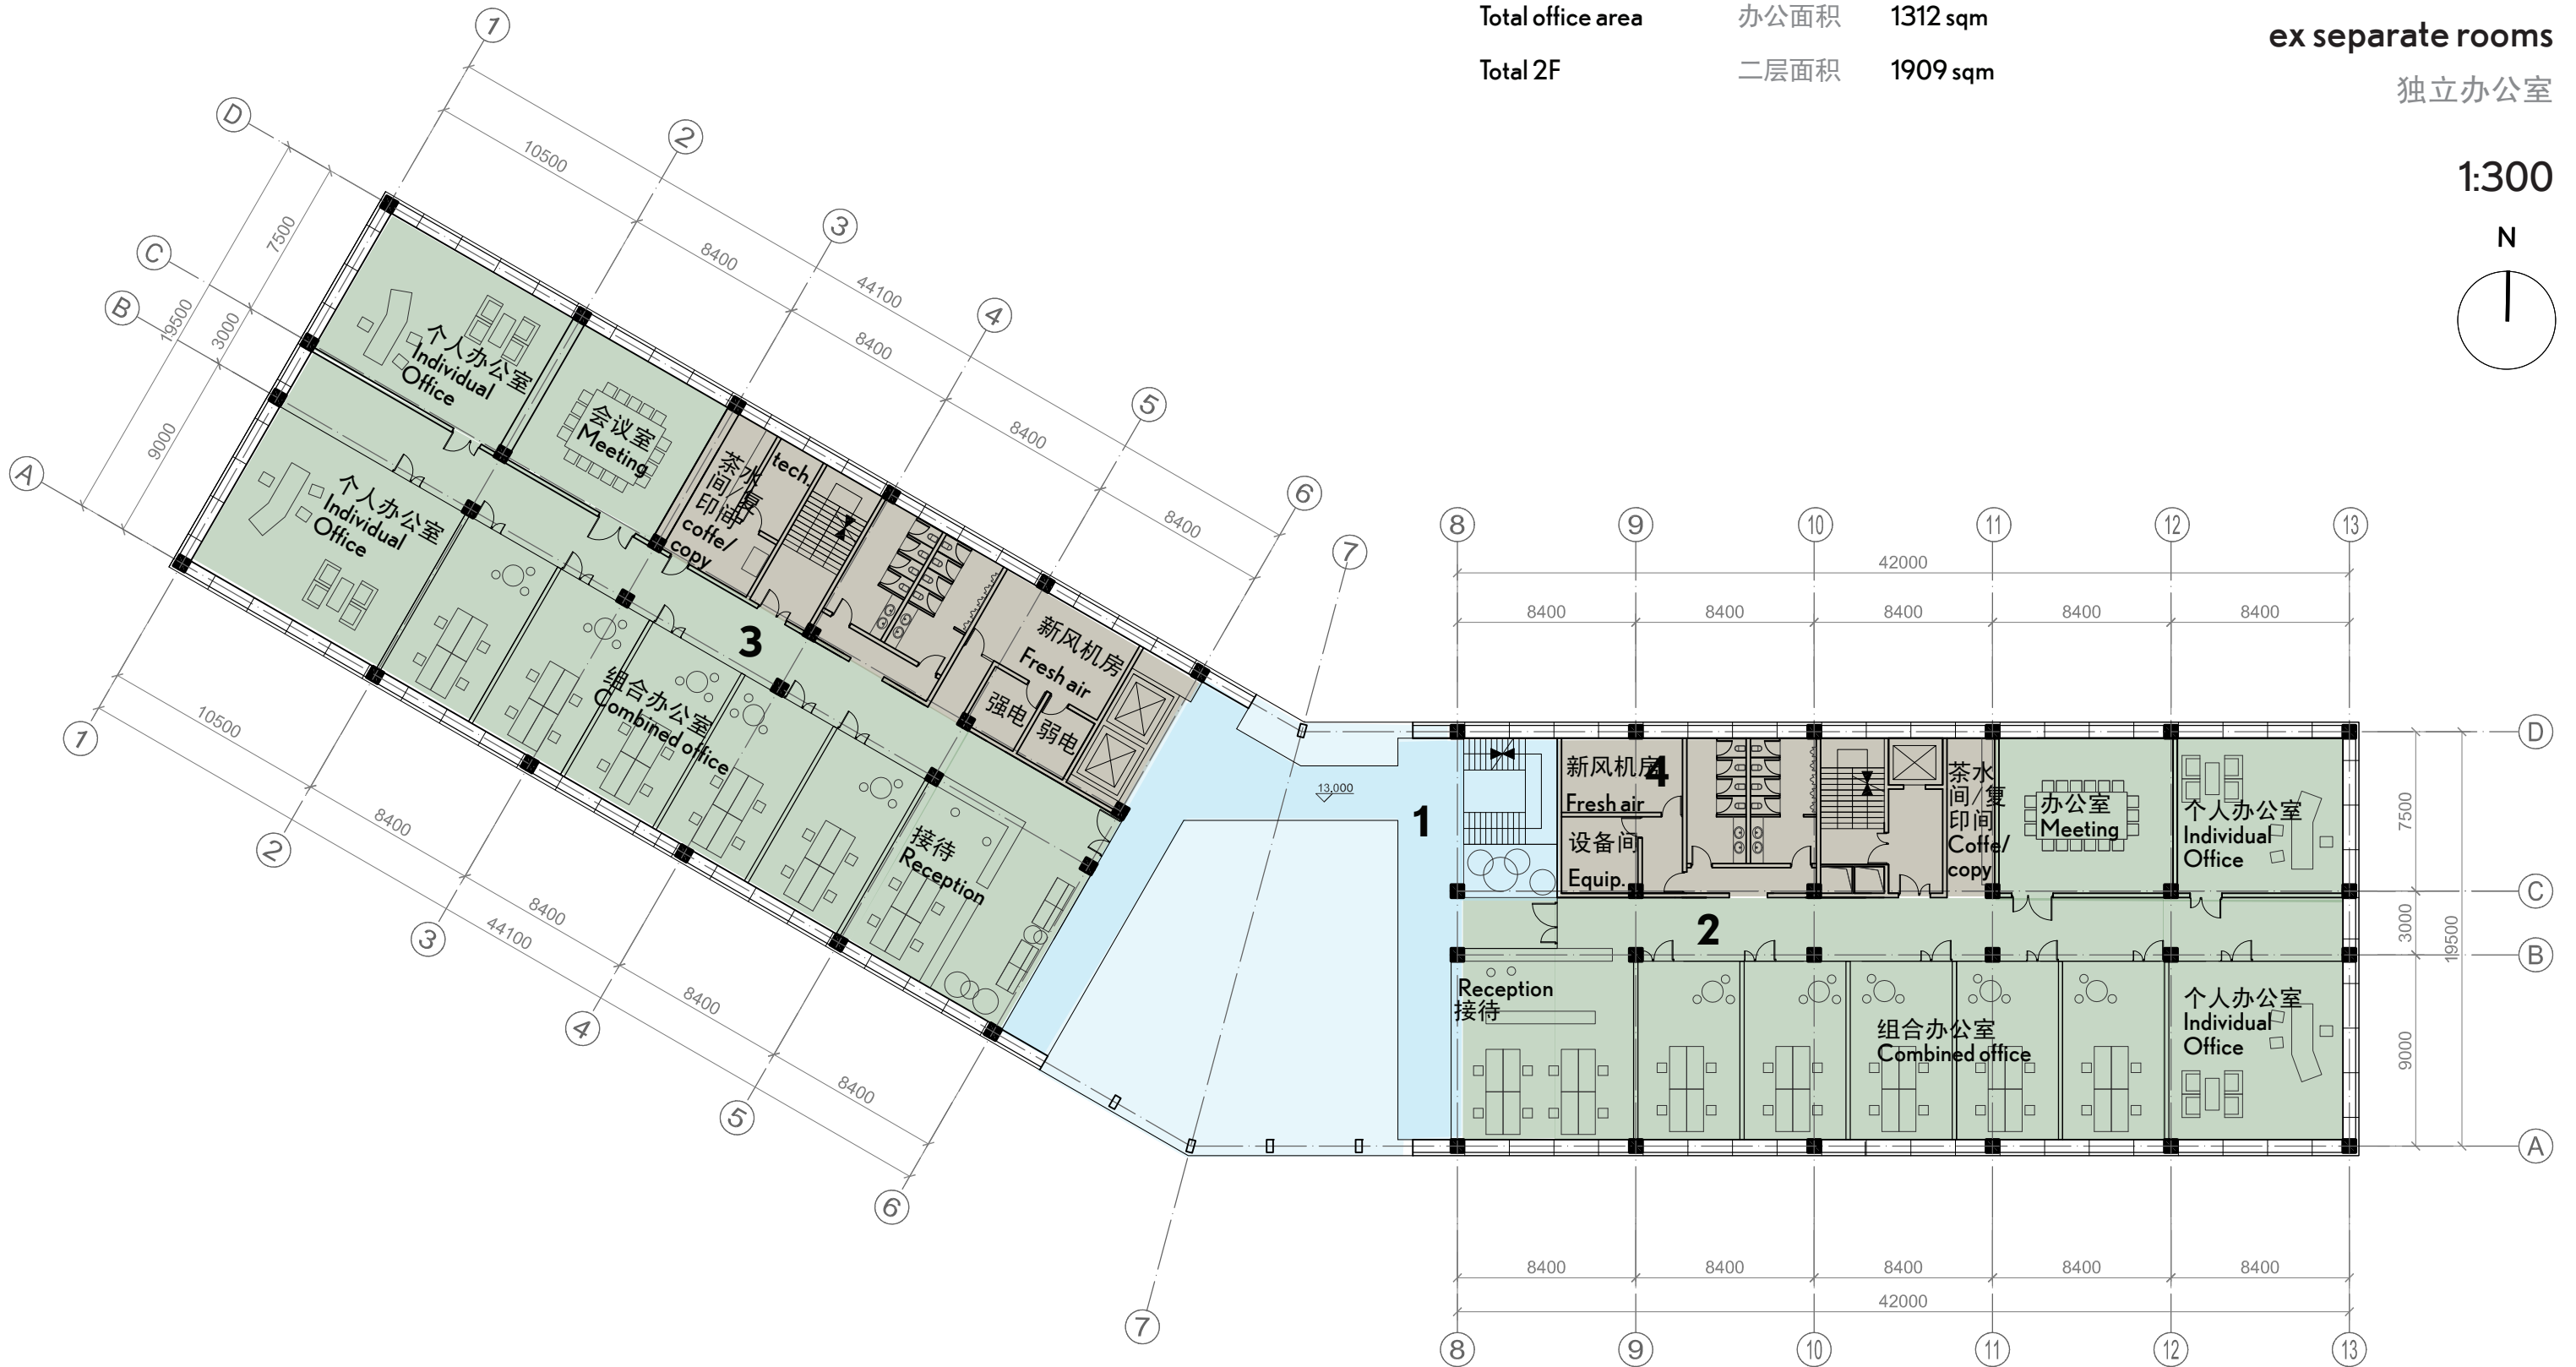 Total office area 办公面积 1312 sqm
Total 2F 二层面积 1909 sqm
ex separate rooms
独立办公室
1:300
N
1
2
3
4
5
6
7
D
C
B
A
10500
8400
8400
8400
8400
44100
7500
3000
9000
19500
个人办公室
Individual
Office
会议室
Meeting
茶水
间/复
印间
coffe/
copy
tech.
新风机房
Fresh air
强电
弱电
个人办公室
Individual
Office
3
组合办公室
Combined office
接待
Reception
1
2
3
4
5
6
7
10500
8400
8400
8400
8400
44100
13,000
1
8
9
10
11
12
13
42000
8400
8400
8400
8400
8400
新风机房
4
Fresh air
设备间
Equip.
茶水
间/复
印间
Coffe/
copy
办公室
Meeting
个人办公室
Individual
Office
2
Reception
接待
组合办公室
Combined office
个人办公室
Individual
Office
D
C
B
A
7500
3000
9000
19500
8400
8400
8400
8400
8400
42000
8
9
10
11
12
13